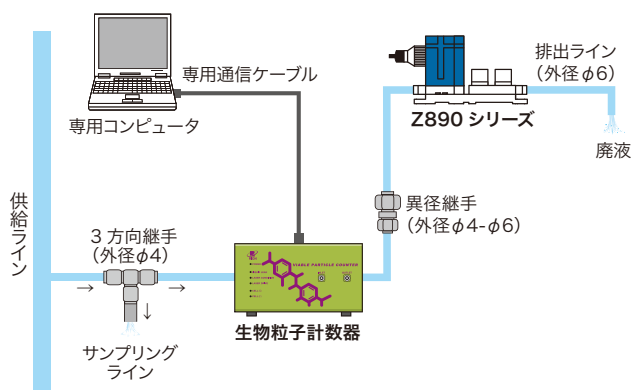 専用通信ケーブル
専用コンピュータ
排出ライン
（外径φ6）
Z890 シリーズ
廃液
供給ライン
3 方向継手
（外径φ4）
異径継手
（外径φ4-φ6）
VIABLE PARTICLE COUNTER
生物粒子計数器
サンプリング
ライン